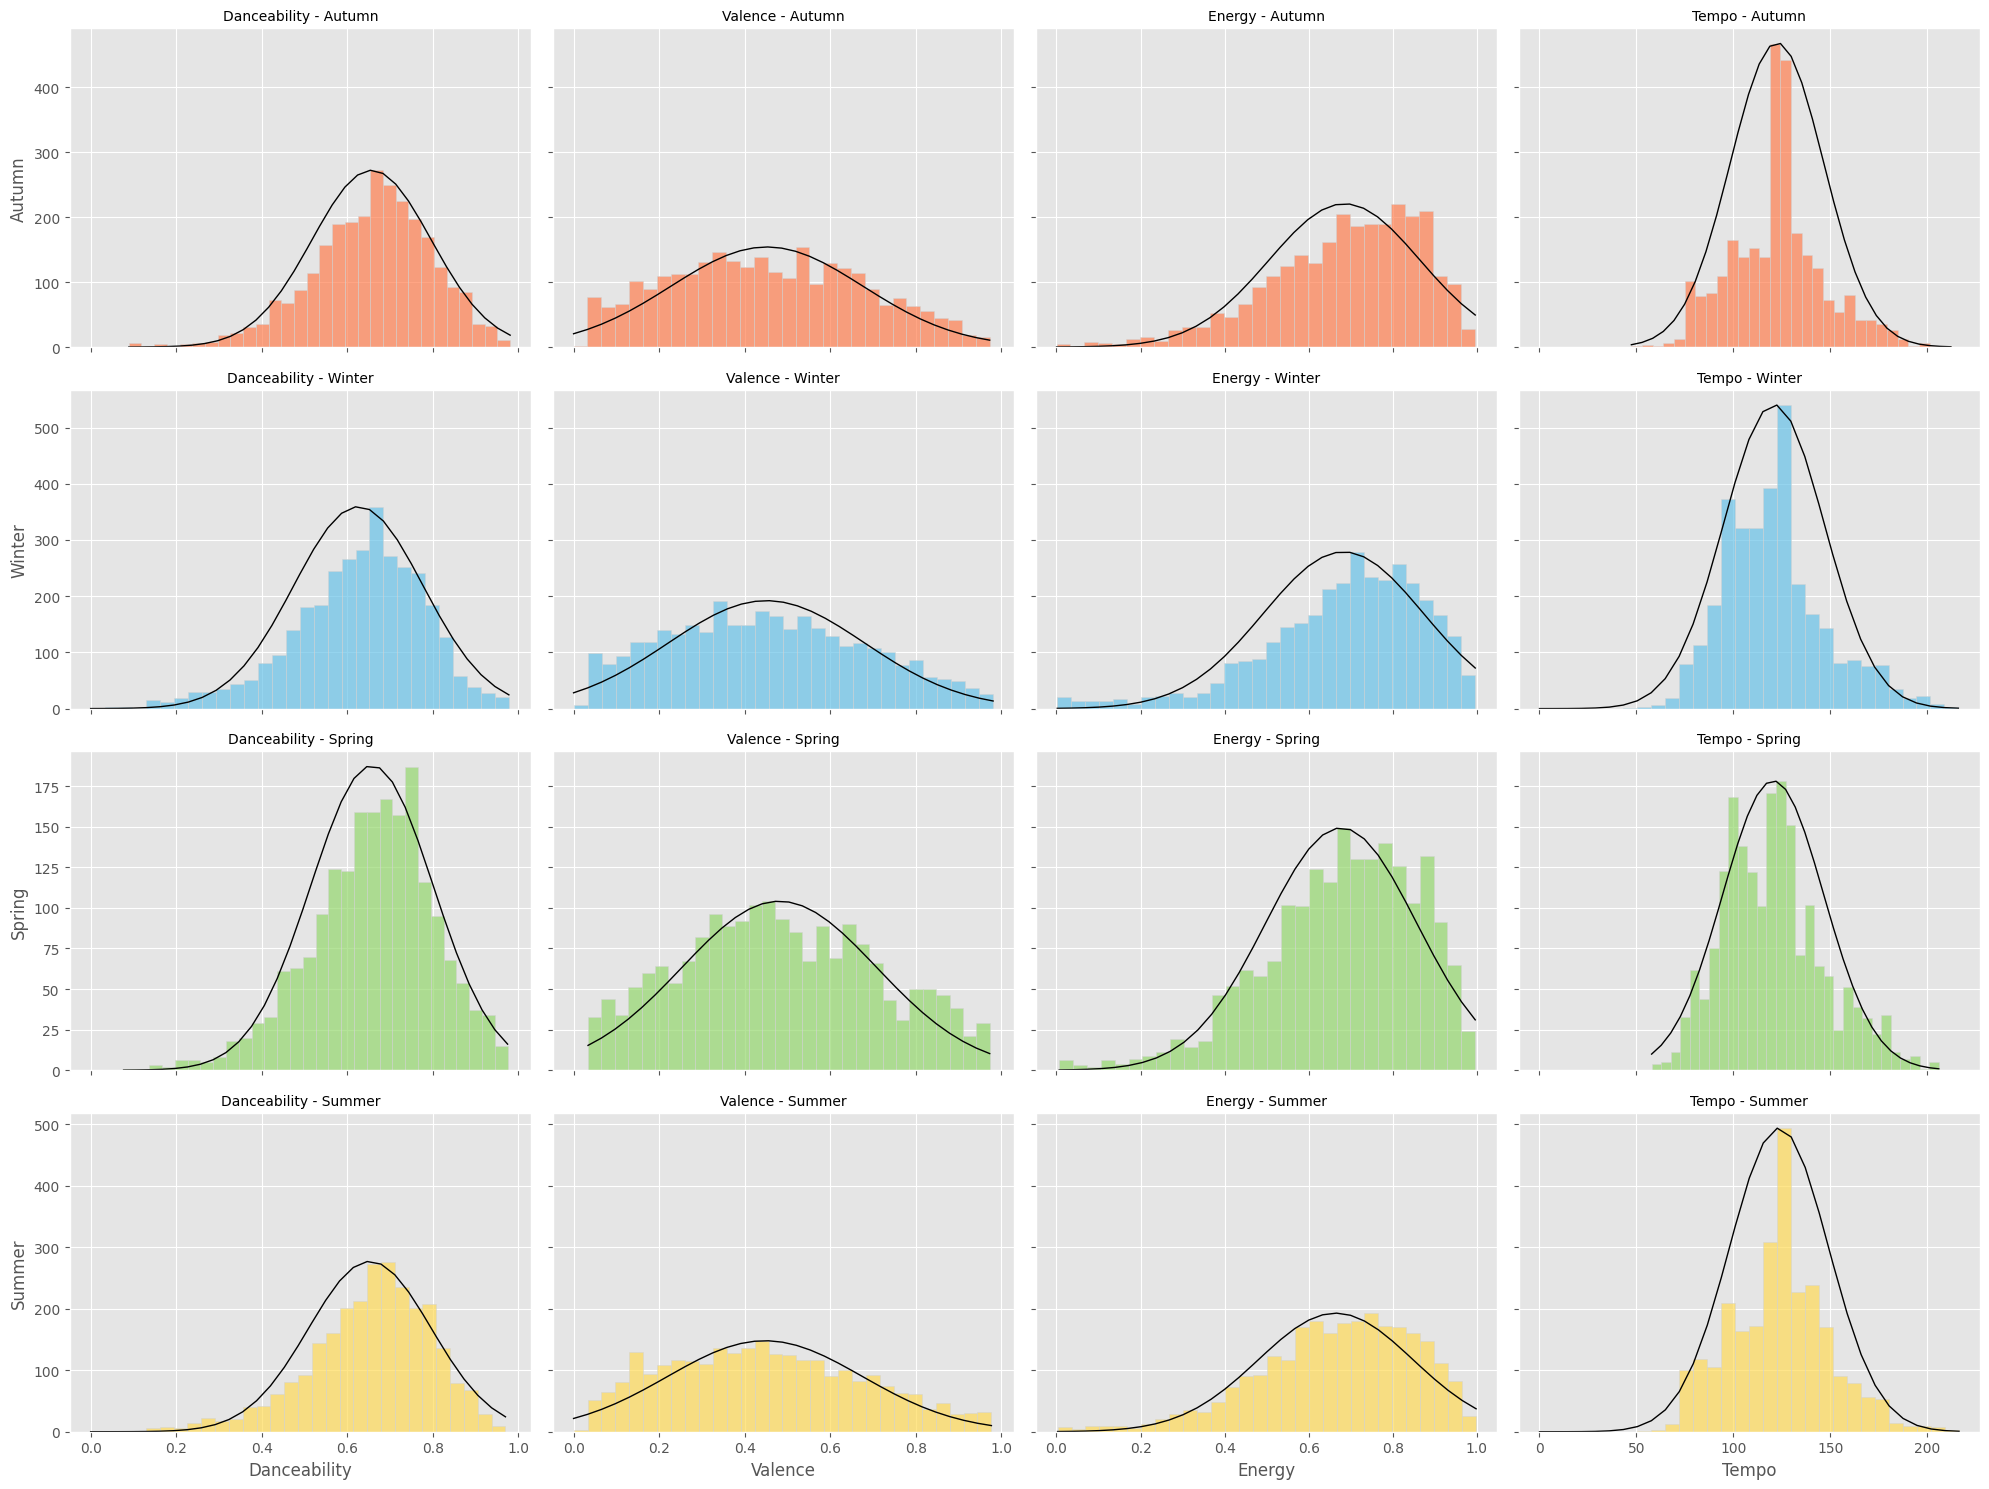 Danceability - Autumn
Valence - Autumn
Energy - Autumn
Tempo - Autumn
400
300
200
100
0
Autumn
Danceability - Winter
Valence - Winter
Energy - Winter
Tempo - Winter
500
400
300
200
100
0
Winter
Danceability - Spring
Valence - Spring
Energy - Spring
Tempo - Spring
175
150
125
100
75
50
25
0
Spring
Danceability - Summer
Valence - Summer
Energy - Summer
Tempo - Summer
500
400
300
200
100
0
Summer
0.0 0.2 0.4 0.6 0.8 1.0
0.0 0.2 0.4 0.6 0.8 1.0
0.0 0.2 0.4 0.6 0.8 1.0
0 50 100 150 200
Danceability
Valence
Energy
Tempo